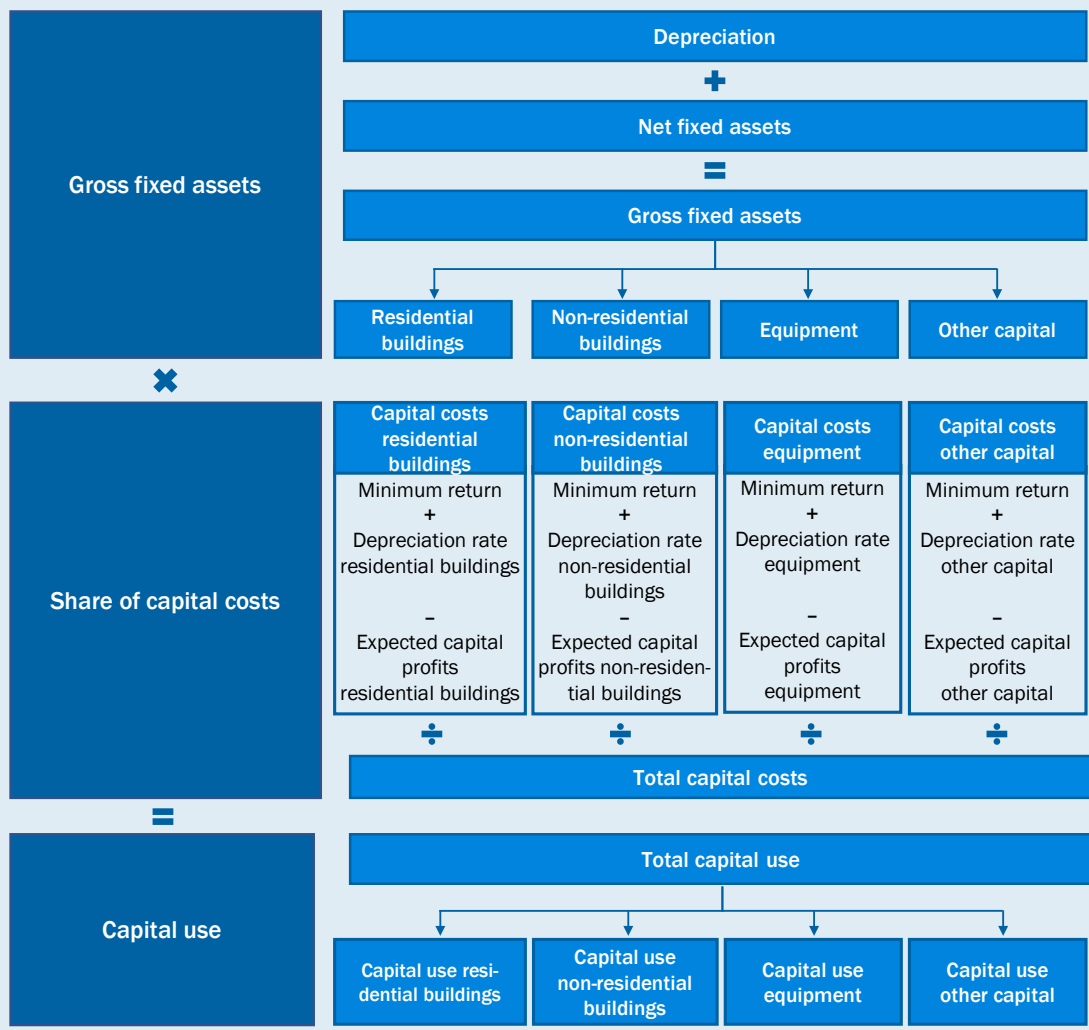 Gross fixed assets
Depreciation
+
Net fixed assets
=
Gross fixed assets
Residential
buildings
Non-residential
buildings
Equipment
Other capital
×
Share of capital costs
Capital costs
residential
buildings
Minimum return
+
Depreciation rate
residential buildings
–
Expected capital
profits
residential buildings
÷
Capital costs
non-residential
buildings
Minimum return
+
Depreciation rate
non-residential
buildings
–
Expected capital
profits non-residen-
tial buildings
÷
Capital costs
equipment
Minimum return
+
Depreciation rate
equipment
–
Expected capital
profits
equipment
÷
Capital costs
other capital
Minimum return
+
Depreciation rate
other capital
–
Expected capital
profits
other capital
÷
Total capital costs
=
Capital use
Total capital use
Capital use resi-
dential buildings
Capital use
non-residential
buildings
Capital use
equipment
Capital use
other capital